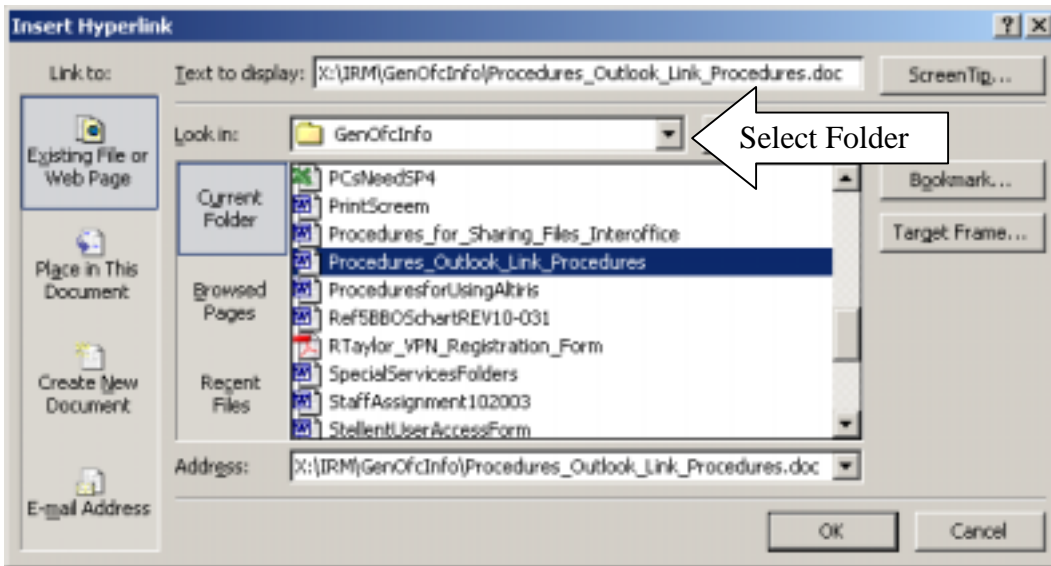 Insert Hyperlink
Link to:
Text to display: X:\IRM\GenOfcInfo\Procedures_Outlook_Link_Procedures.doc
ScreenTip...
Existing File or
Web Page
Place in This
Document
Create New
Document
E-mail Address
Look in: GenOfcInfo
Select Folder
Current
Folder
Browsed
Pages
Recent
Files
PCsNeedSP4
PrintScreem
Procedures_for_Sharing_Files_Interoffice
Procedures_Outlook_Link_Procedures
ProceduresforUsingAltiris
Ref5BBOSchartREV10-031
RTaylor_VPN_Registration_Form
SpecialServicesFolders
StaffAssignment102003
StellentUserAccessForm
Bookmark...
Target Frame...
Address: X:\IRM\GenOfcInfo\Procedures_Outlook_Link_Procedures.doc
OK
Cancel